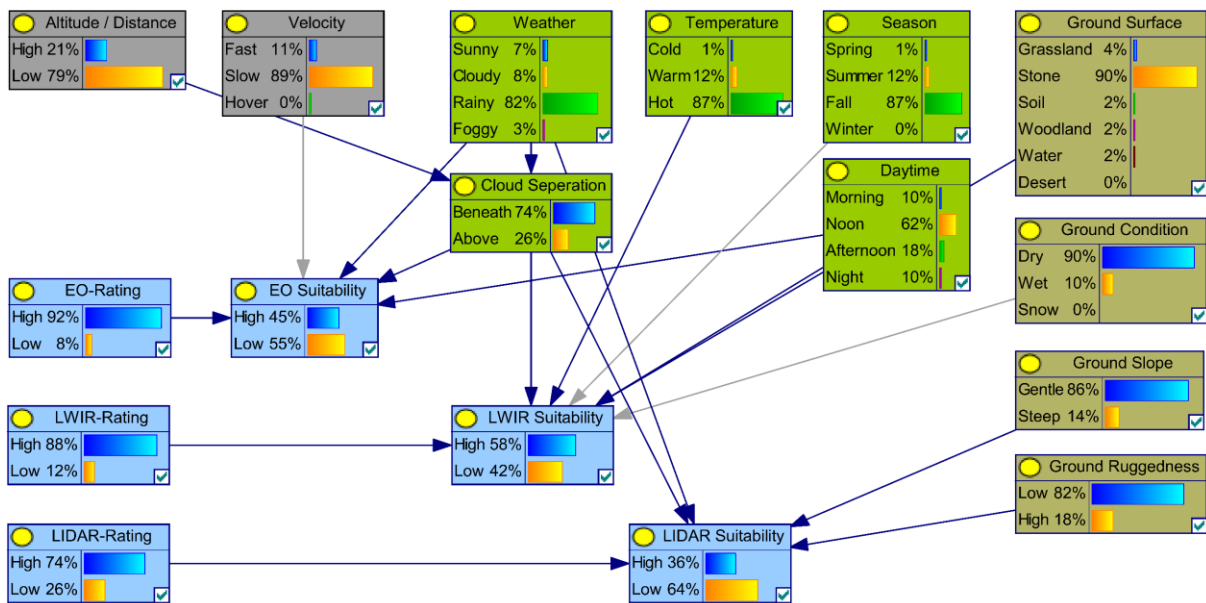 Altitude / Distance
High 21%
Low 79%
Velocity
Fast 11%
Slow 89%
Hover 0%
Weather
Sunny 7%
Cloudy 8%
Rainy 82%
Foggy 3%
Temperature
Cold 1%
Warm 12%
Hot 87%
Season
Spring 1%
Summer 12%
Fall 87%
Winter 0%
Ground Surface
Grassland 4%
Stone 90%
Soil 2%
Woodland 2%
Water 2%
Desert 0%
Cloud Seperation
Beneath 74%
Above 26%
Daytime
Morning 10%
Noon 62%
Afternoon 18%
Night 10%
Ground Condition
Dry 90%
Wet 10%
Snow 0%
EO-Rating
High 92%
Low 8%
EO Suitability
High 45%
Low 55%
Ground Slope
Gentle 86%
Steep 14%
LWIR-Rating
High 88%
Low 12%
LWIR Suitability
High 58%
Low 42%
Ground Ruggedness
Low 82%
High 18%
LIDAR-Rating
High 74%
Low 26%
LIDAR Suitability
High 36%
Low 64%